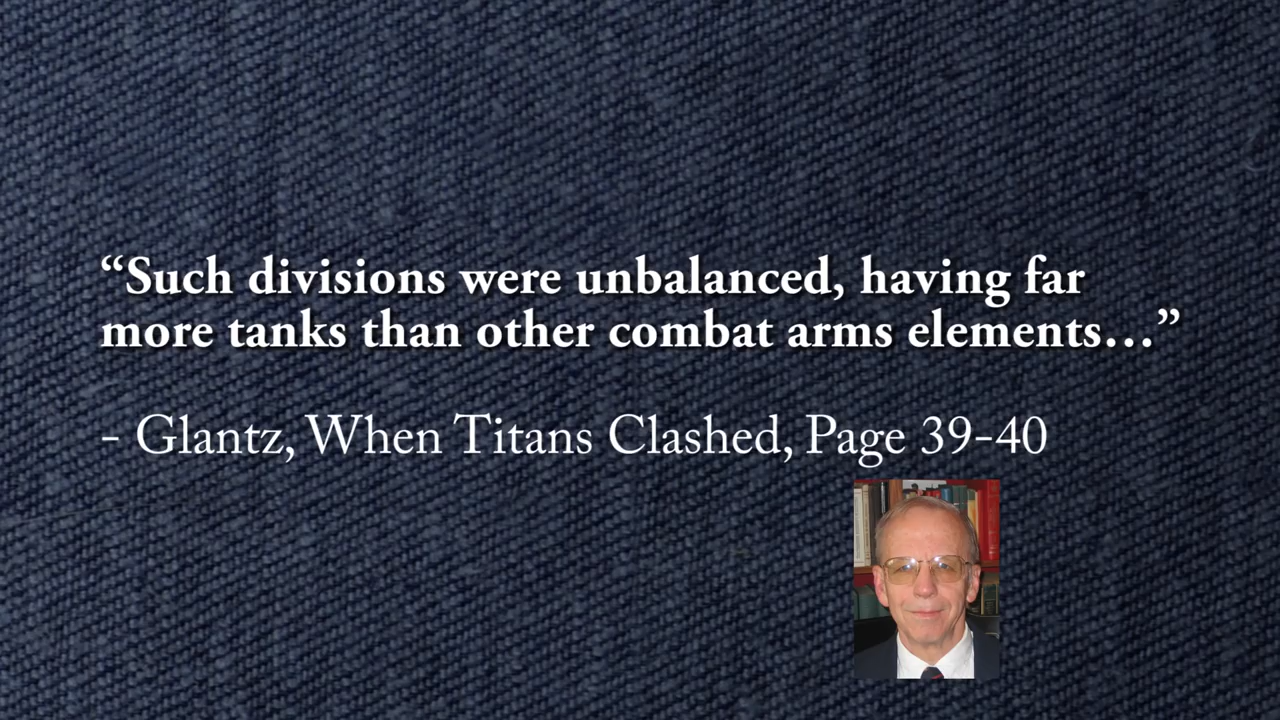 “Such divisions were unbalanced, having far
more tanks than other combat arms elements…”
- Glantz, When Titans Clashed, Page 39-40